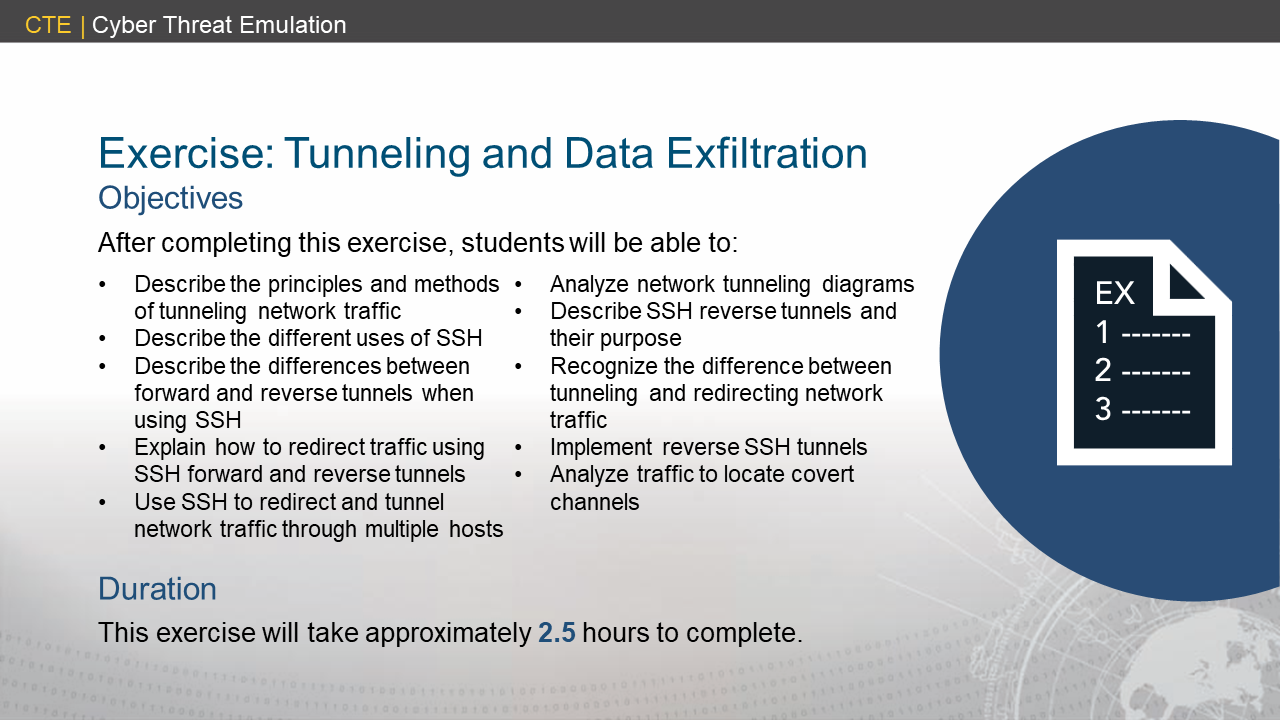 CTE | Cyber Threat Emulation
Exercise: Tunneling and Data Exfiltration
Objectives
After completing this exercise, students will be able to:
• Describe the principles and methods
of tunneling network traffic
• Describe the different uses of SSH
• Describe the differences between
forward and reverse tunnels when
using SSH
• Explain how to redirect traffic using
SSH forward and reverse tunnels
• Use SSH to redirect and tunnel
network traffic through multiple hosts
• Analyze network tunneling diagrams
• Describe SSH reverse tunnels and
their purpose
• Recognize the difference between
tunneling and redirecting network
traffic
• Implement reverse SSH tunnels
• Analyze traffic to locate covert
channels
EX
1 -------
2 -------
3 -------
Duration
This exercise will take approximately 2.5 hours to complete.